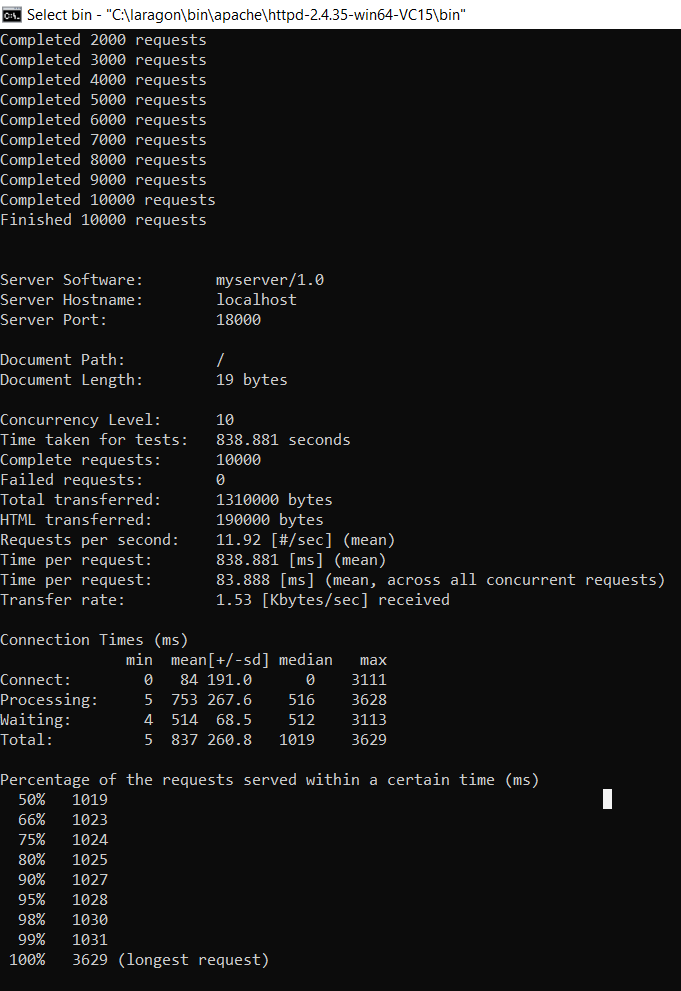 Select bin - "C:\laragon\bin\apache\httpd-2.4.35-win64-VC15\bin"
Completed 2000 requests
Completed 3000 requests
Completed 4000 requests
Completed 5000 requests
Completed 6000 requests
Completed 7000 requests
Completed 8000 requests
Completed 9000 requests
Completed 10000 requests
Finished 10000 requests
Server Software:        myserver/1.0
Server Hostname:        localhost
Server Port:            18000
Document Path:          /
Document Length:        19 bytes
Concurrency Level:      10
Time taken for tests:   838.881 seconds
Complete requests:      10000
Failed requests:        0
Total transferred:      1310000 bytes
HTML transferred:       190000 bytes
Requests per second:    11.92 [#/sec] (mean)
Time per request:       838.881 [ms] (mean)
Time per request:       83.888 [ms] (mean, across all concurrent requests)
Transfer rate:          1.53 [Kbytes/sec] received
Connection Times (ms)
              min  mean[+/-sd] median   max
Connect:        0   84 191.0      0    3111
Processing:     5  753 267.6    516    3628
Waiting:        4  514  68.5    512    3113
Total:          5  837 260.8   1019    3629
Percentage of the requests served within a certain time (ms)
  50%   1019
  66%   1023
  75%   1024
  80%   1025
  90%   1027
  95%   1028
  98%   1030
  99%   1031
 100%   3629 (longest request)